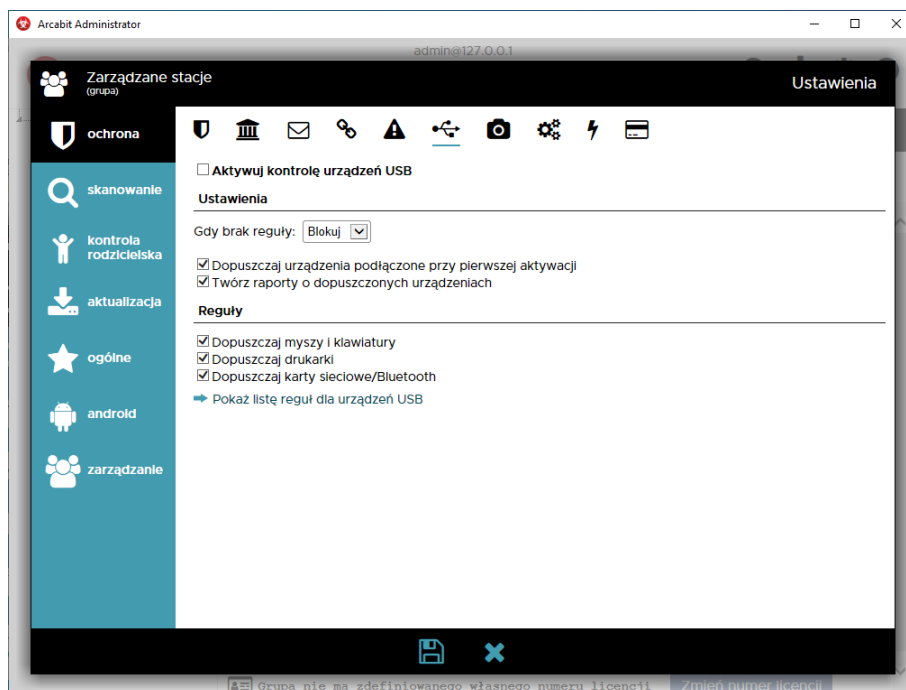 Arcabit Administrator
admin@127.0.0.1
Zarządzane stacje
(grupa)
Ustawienia
ochrona
skanowanie
kontrola
rodzicielska
aktualizacja
ogólne
android
zarządzanie
Aktywuj kontrolę urządzeń USB
Ustawienia
Gdy brak reguły: Blokuj
Dopuszczaj urządzenia podłączone przy pierwszej aktywacji
Twórz raporty o dopuszczonych urządzeniach
Reguły
Dopuszczaj myszy i klawiatury
Dopuszczaj drukarki
Dopuszczaj karty sieciowe/Bluetooth
Pokaż listę reguł dla urządzeń USB
Grupa nie ma zdefiniowanego własnego numeru licencji
Zmień numer licencji